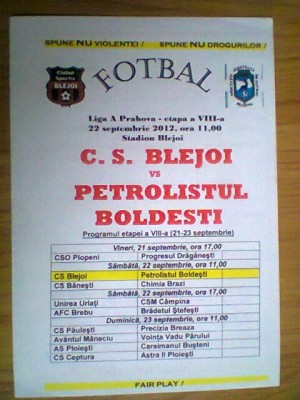 SPUNE NU VIOLENTEI / SPUNE NU DROGURILOR /
FOTBAL
Clubul
Sportiv
BLEJOI
Liga A Prahova - etapa a VIII-a
22 septembrie 2012, ora 11,00
Stadion Blejoi
C. S. BLEJOI
vs
PETROLISTUL
BOLDESTI
Programul etapei a VIII-a (21-23 septembrie)
Vineri, 21 septembrie, ora 17,00
CSO Plopeni Progresul Drăgănești
Sâmbătă, 22 septembrie, ora 11,00
CS Blejoi Petrolistul Boldești
CS Bănești Chimia Brazi
Sâmbătă, 22 septembrie, ora 17,00
Unirea Urlați CSM Câmpina
AFC Brebu Brădetul Ștefești
Duminică, 23 septembrie, ora 11,00
CS Păulești Precizia Breaza
Avântul Măneciu Voința Vadu Părului
AS Ploiești Carsimanul Bușteni
CS Ceptura Astra II Ploiești
FAIR PLAY /